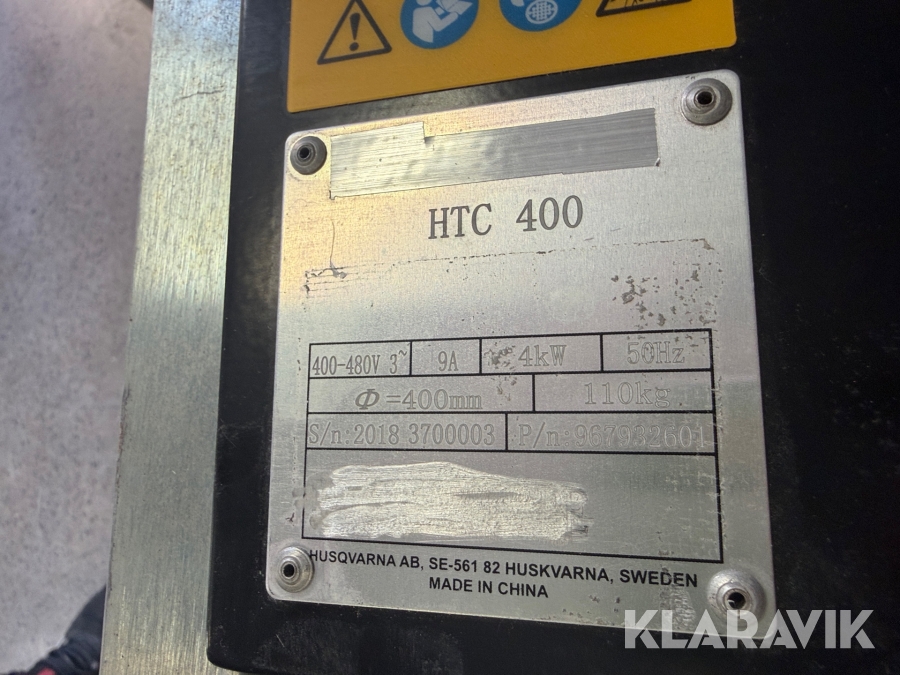 HTC 400
400-480V 3~ 9A 4kW 50Hz
Φ=400mm 110kg
S/n:2018 3700003 P/n:967932601
HUSQVARNA AB, SE-561 82 HUSKVARNA, SWEDEN
MADE IN CHINA
KLARAVIK